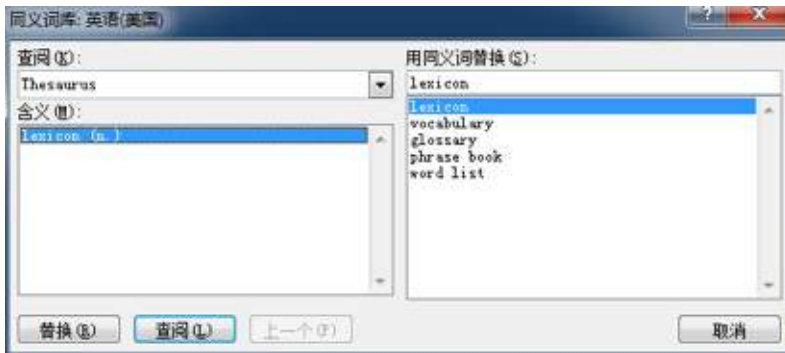 同义词库: 英语(美国)
查阅(K):
Thesaurus
含义(M):
lexicon (n.)
用同义词替换(S):
lexicon
lexicon
vocabulary
glossary
phrase book
word list
替换(R)
查阅(L)
上一个(P)
取消